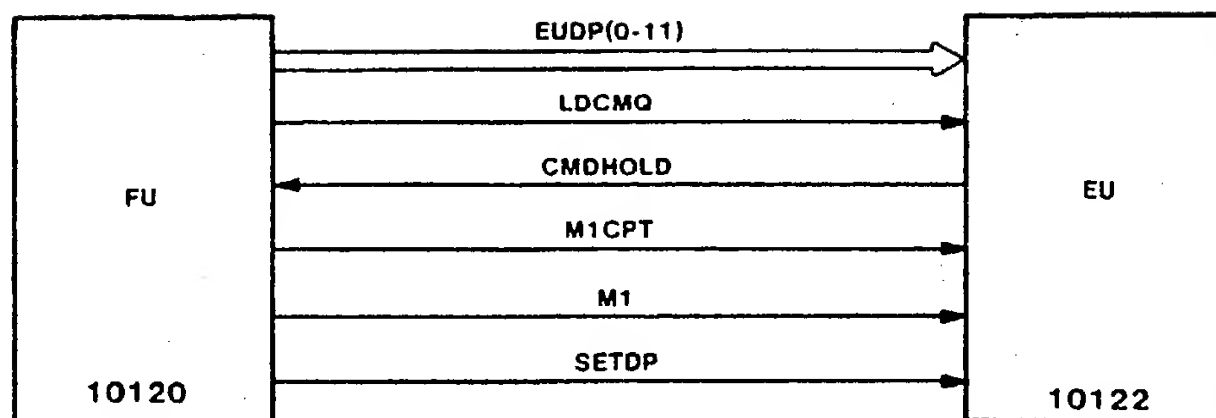 EUDP(0-11)
LDCMQ
CMDHOLD
FU
EU
M1CPT
M1
SETDP
10120
10122